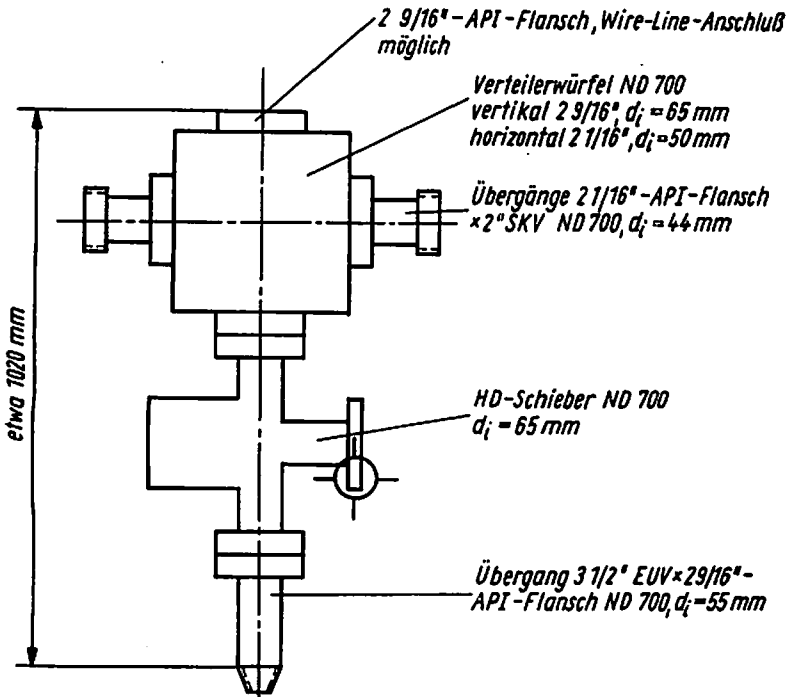 2 9/16"-API-Flansch, Wire-Line-Anschluß
möglich
Verteilerwürfel ND 700
vertikal 2 9/16", di = 65 mm
horizontal 2 1/16", di = 50 mm
Übergänge 2 1/16"-API-Flansch
×2" SKV ND 700, di = 44 mm
etwa 1020 mm
HD-Schieber ND 700
di = 65 mm
Übergang 3 1/2" EUV×29/16"-
API-Flansch ND 700, di = 55 mm